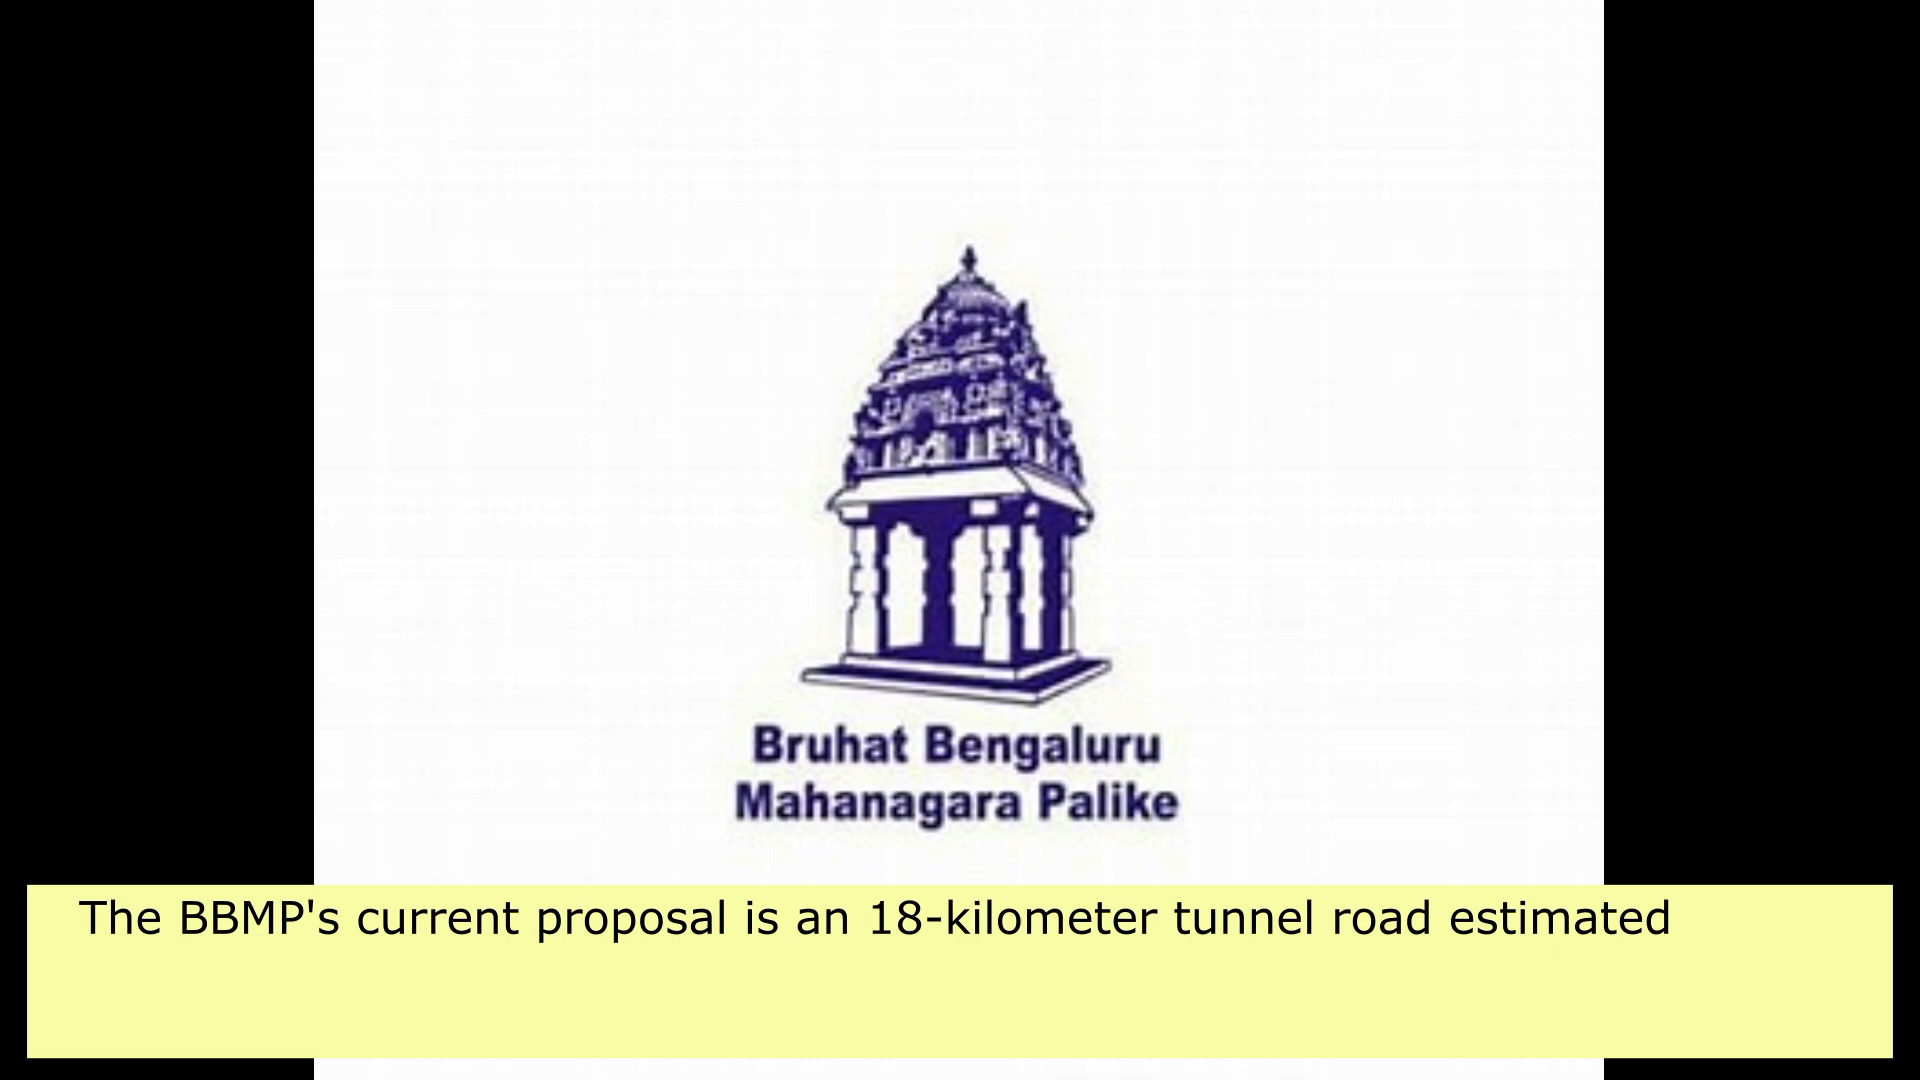 Bruhat Bengaluru
Mahanagara Palike
The BBMP's current proposal is an 18-kilometer tunnel road estimated